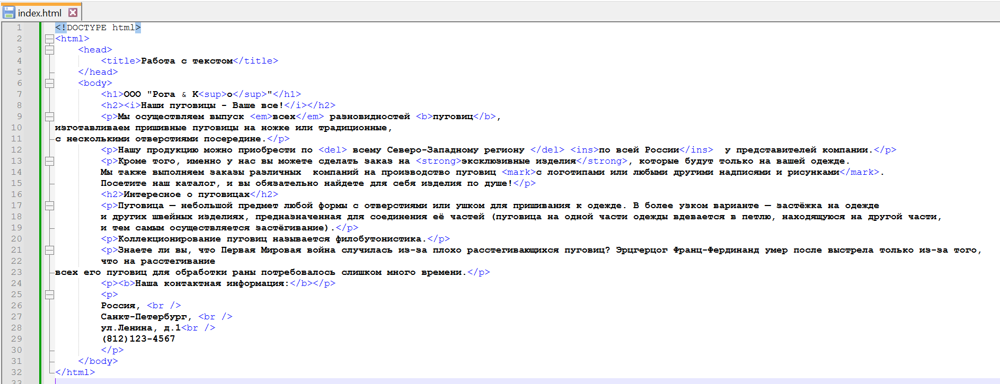 index.html
1 <!DOCTYPE html>
2 <html>
3 <head>
4 <title>Работа с текстом</title>
5 </head>
6 <body>
7 <h1>ООО "Рога & К<sup>о</sup>"</h1>
8 <h2><i>Наши пуговицы - Ваше все!</i></h2>
9 <p>Мы осуществляем выпуск <em>всех</em> разновидностей <b>пуговиц</b>,
10 изготавливаем пришивные пуговицы на ножке или традиционные,
11 с несколькими отверстиями посередине.</p>
12 <p>Нашу продукцию можно приобрести по <del> всему Северо-Западному региону </del> <ins>по всей России</ins>  у представителей компании.</p>
13 <p>Кроме того, именно у нас вы можете сделать заказ на <strong>эксклюзивные изделия</strong>, которые будут только на вашей одежде.
14 Мы также выполняем заказы различных  компаний на производство пуговиц <mark>с логотипами или любыми другими надписями и рисунками</mark>.
15 Посетите наш каталог, и вы обязательно найдете для себя изделия по душе!</p>
16 <h2>Интересное о пуговицах</h2>
17 <p>Пуговица — небольшой предмет любой формы с отверстиями или ушком для пришивания к одежде. В более узком варианте — застёжка на одежде
18 и других швейных изделиях, предназначенная для соединения её частей (пуговица на одной части одежды вдевается в петлю, находящуюся на другой части,
19 и тем самым осуществляется застёгивание).</p>
20 <p>Коллекционирование пуговиц называется филобутонистика.</p>
21 <p>Знаете ли вы, что Первая Мировая война случилась из-за плохо расстегивающихся пуговиц? Эрцгерцог Франц-Фердинанд умер после выстрела только из-за того,
22 что на расстегивание
23 всех его пуговиц для обработки раны потребовалось слишком много времени.</p>
24 <p><b>Наша контактная информация:</b></p>
25 <p>
26 Россия, <br />
27 Санкт-Петербург, <br />
28 ул.Ленина, д.1<br />
29 (812)123-4567
30 </p>
31 </body>
32 </html>
33